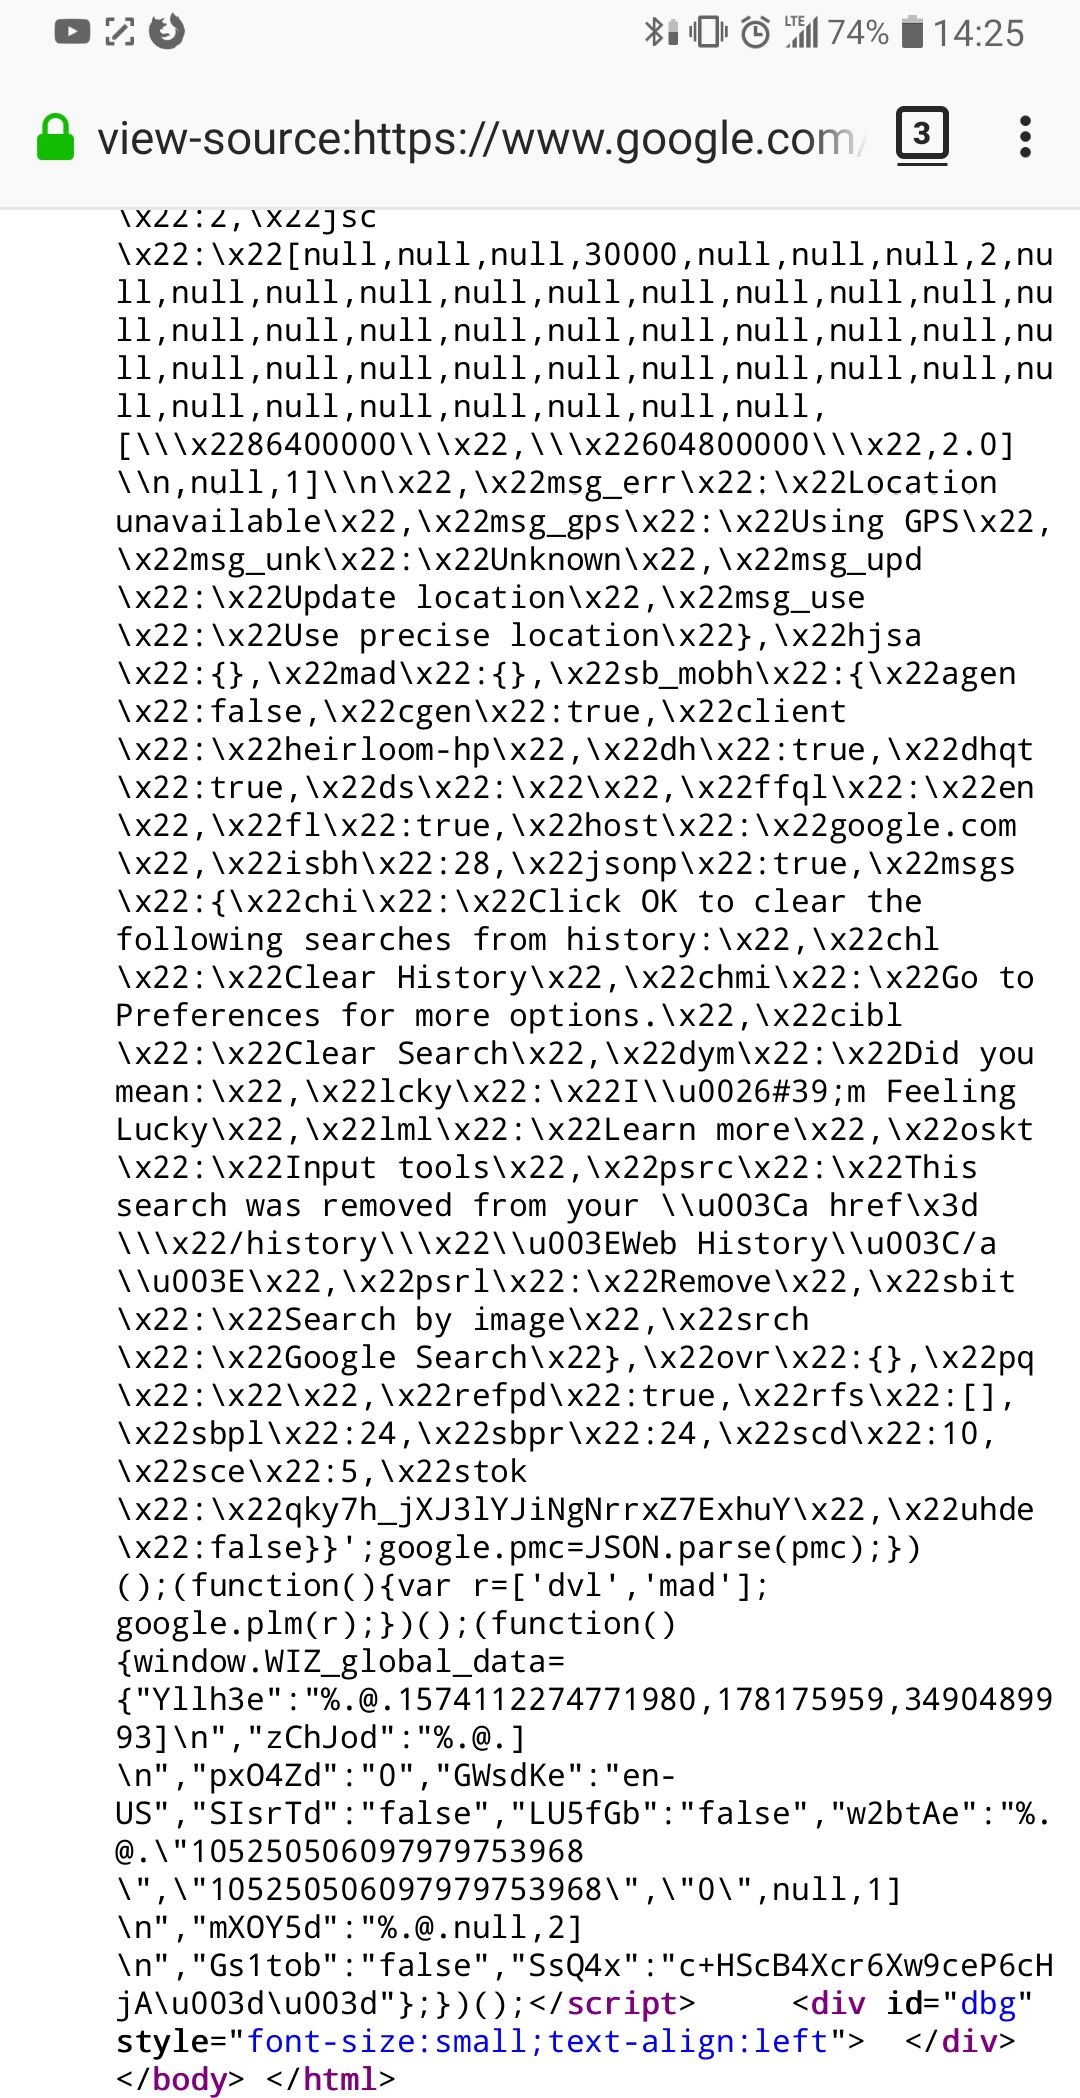 LTE 74% 14:25
view-source:https://www.google.com/ 3
\x22:2,\x22jsc
\x22:\x22[null,null,null,30000,null,null,null,2,nu
ll,null,null,null,null,null,null,null,null,null,nu
ll,null,null,null,null,null,null,null,null,null,nu
ll,null,null,null,null,null,null,null,null,null,nu
ll,null,null,null,null,null,null,null,
[\\\x2286400000\\\x22,\\\x22604800000\\\x22,2.0]
\\n,null,1]\\n\x22,\x22msg_err\x22:\x22Location
unavailable\x22,\x22msg_gps\x22:\x22Using GPS\x22,
\x22msg_unk\x22:\x22Unknown\x22,\x22msg_upd
\x22:\x22Update location\x22,\x22msg_use
\x22:\x22Use precise location\x22},\x22hjsa
\x22:{},\x22mad\x22:{},\x22sb_mobh\x22:{\x22agen
\x22:false,\x22cgen\x22:true,\x22client
\x22:\x22heirloom-hp\x22,\x22dh\x22:true,\x22dhqt
\x22:true,\x22ds\x22:\x22\x22,\x22ffql\x22:\x22en
\x22,\x22fl\x22:true,\x22host\x22:\x22google.com
\x22,\x22isbh\x22:28,\x22jsonp\x22:true,\x22msgs
\x22:{\x22chi\x22:\x22Click OK to clear the
following searches from history:\x22,\x22chl
\x22:\x22Clear History\x22,\x22chmi\x22:\x22Go to
Preferences for more options.\x22,\x22cibl
\x22:\x22Clear Search\x22,\x22dym\x22:\x22Did you
mean:\x22,\x22lcky\x22:\x22I\\u0026#39;m Feeling
Lucky\x22,\x22lml\x22:\x22Learn more\x22,\x22oskt
\x22:\x22Input tools\x22,\x22psrc\x22:\x22This
search was removed from your \\u003Ca href\x3d
\\\x22/history\\\x22\\u003EWeb History\\u003C/a
\\u003E\x22,\x22psrl\x22:\x22Remove\x22,\x22sbit
\x22:\x22Search by image\x22,\x22srch
\x22:\x22Google Search\x22},\x22ovr\x22:{},\x22pq
\x22:\x22\x22,\x22refpd\x22:true,\x22rfs\x22:[],
\x22sbpl\x22:24,\x22sbpr\x22:24,\x22scd\x22:10,
\x22sce\x22:5,\x22stok
\x22:\x22qky7h_jXJ3lYJiNgNrrxZ7ExhuY\x22,\x22uhde
\x22:false}}';google.pmc=JSON.parse(pmc);})
();(function(){var r=['dvl','mad'];
google.plm(r);})();(function()
{window.WIZ_global_data=
{"Yllh3e":"%.@.1574112274771980,178175959,34904899
93]\n","zChJod":"%.@.]
\n","pxO4Zd":"0","GWsdKe":"en-
US","SIsrTd":"false","LU5fGb":"false","w2btAe":"%.
@.\"105250506097979753968
\",\"105250506097979753968\",\"0\",null,1]
\n","mXOY5d":"%.@.null,2]
\n","Gs1tob":"false","SsQ4x":"c+HScB4Xcr6Xw9ceP6cH
jA\u003d\u003d"};})();</script>     <div id="dbg"
style="font-size:small;text-align:left">  </div>
</body> </html>